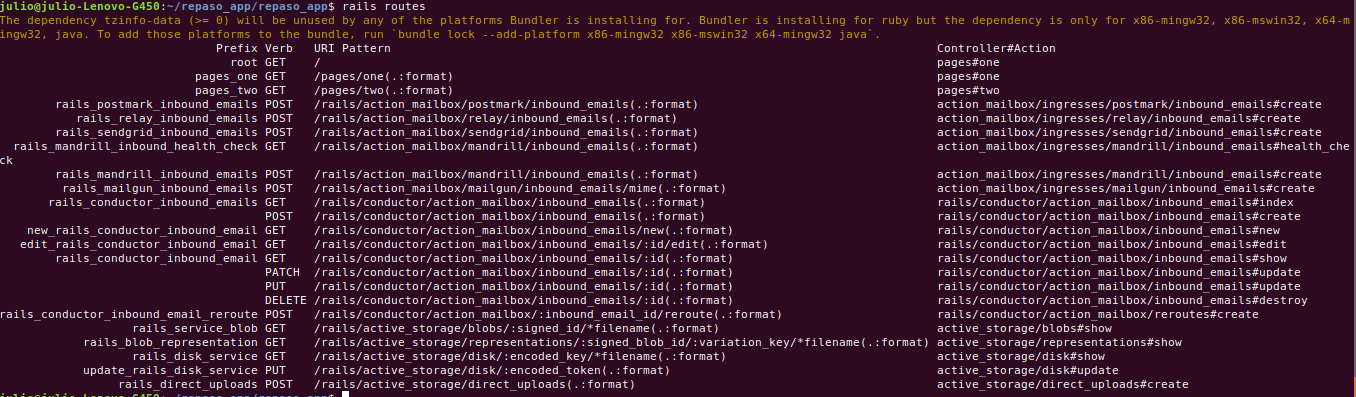 julio@julio-Lenovo-G450:~/repaso_app/repaso_app$ rails routes
The dependency tzinfo-data (>= 0) will be unused by any of the platforms Bundler is installing for. Bundler is installing for ruby but the dependency is only for x86-mingw32, x86-mswin32, x64-m
ingw32, java. To add those platforms to the bundle, run `bundle lock --add-platform x86-mingw32 x86-mswin32 x64-mingw32 java`.
Prefix Verb URI Pattern Controller#Action
root GET / pages#one
pages_one GET /pages/one(.:format) pages#one
pages_two GET /pages/two(.:format) pages#two
rails_postmark_inbound_emails POST /rails/action_mailbox/postmark/inbound_emails(.:format) action_mailbox/ingresses/postmark/inbound_emails#create
rails_relay_inbound_emails POST /rails/action_mailbox/relay/inbound_emails(.:format) action_mailbox/ingresses/relay/inbound_emails#create
rails_sendgrid_inbound_emails POST /rails/action_mailbox/sendgrid/inbound_emails(.:format) action_mailbox/ingresses/sendgrid/inbound_emails#create
rails_mandrill_inbound_health_check GET /rails/action_mailbox/mandrill/inbound_emails(.:format) action_mailbox/ingresses/mandrill/inbound_emails#health_che
ck
rails_mandrill_inbound_emails POST /rails/action_mailbox/mandrill/inbound_emails(.:format) action_mailbox/ingresses/mandrill/inbound_emails#create
rails_mailgun_inbound_emails POST /rails/action_mailbox/mailgun/inbound_emails/mime(.:format) action_mailbox/ingresses/mailgun/inbound_emails#create
rails_conductor_inbound_emails GET /rails/conductor/action_mailbox/inbound_emails(.:format) rails/conductor/action_mailbox/inbound_emails#index
POST /rails/conductor/action_mailbox/inbound_emails(.:format) rails/conductor/action_mailbox/inbound_emails#create
new_rails_conductor_inbound_email GET /rails/conductor/action_mailbox/inbound_emails/new(.:format) rails/conductor/action_mailbox/inbound_emails#new
edit_rails_conductor_inbound_email GET /rails/conductor/action_mailbox/inbound_emails/:id/edit(.:format) rails/conductor/action_mailbox/inbound_emails#edit
rails_conductor_inbound_email GET /rails/conductor/action_mailbox/inbound_emails/:id(.:format) rails/conductor/action_mailbox/inbound_emails#show
PATCH /rails/conductor/action_mailbox/inbound_emails/:id(.:format) rails/conductor/action_mailbox/inbound_emails#update
PUT /rails/conductor/action_mailbox/inbound_emails/:id(.:format) rails/conductor/action_mailbox/inbound_emails#update
DELETE /rails/conductor/action_mailbox/inbound_emails/:id(.:format) rails/conductor/action_mailbox/inbound_emails#destroy
rails_conductor_inbound_email_reroute POST /rails/conductor/action_mailbox/:inbound_email_id/reroute(.:format) rails/conductor/action_mailbox/reroutes#create
rails_service_blob GET /rails/active_storage/blobs/:signed_id/*filename(.:format) active_storage/blobs#show
rails_blob_representation GET /rails/active_storage/representations/:signed_blob_id/:variation_key/*filename(.:format) active_storage/representations#show
rails_disk_service GET /rails/active_storage/disk/:encoded_key/*filename(.:format) active_storage/disk#show
update_rails_disk_service PUT /rails/active_storage/disk/:encoded_token(.:format) active_storage/disk#update
rails_direct_uploads POST /rails/active_storage/direct_uploads(.:format) active_storage/direct_uploads#create
julio@julio-Lenovo-G450:~/repaso_app/repaso_app$